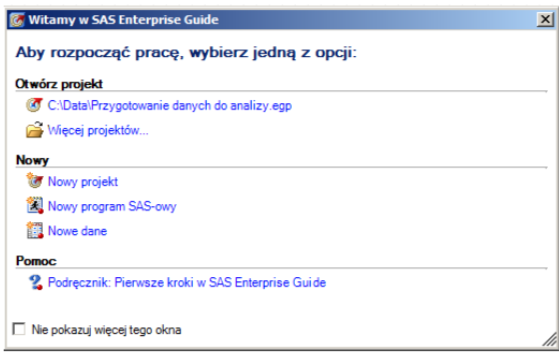 Witamy w SAS Enterprise Guide
Aby rozpocząć pracę, wybierz jedną z opcji:
Otwórz projekt
C:\Data\Przygotowanie danych do analizy.egp
Więcej projektów...
Nowy
Nowy projekt
Nowy program SAS-owy
Nowe dane
Pomoc
Podręcznik: Pierwsze kroki w SAS Enterprise Guide
Nie pokazuj więcej tego okna